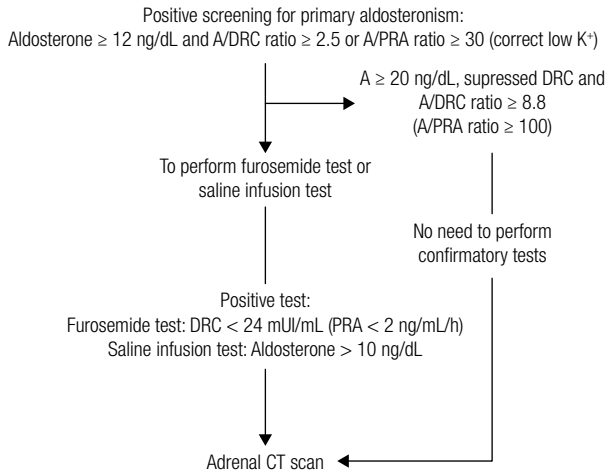 Positive screening for primary aldosteronism:
Aldosterone ≥ 12 ng/dL and A/DRC ratio ≥ 2.5 or A/PRA ratio ≥ 30 (correct low K⁺)
A ≥ 20 ng/dL, supressed DRC and
A/DRC ratio ≥ 8.8
(A/PRA ratio ≥ 100)
To perform furosemide test or
saline infusion test
No need to perform
confirmatory tests
Positive test:
Furosemide test: DRC < 24 mUI/mL (PRA < 2 ng/mL/h)
Saline infusion test: Aldosterone > 10 ng/dL
Adrenal CT scan